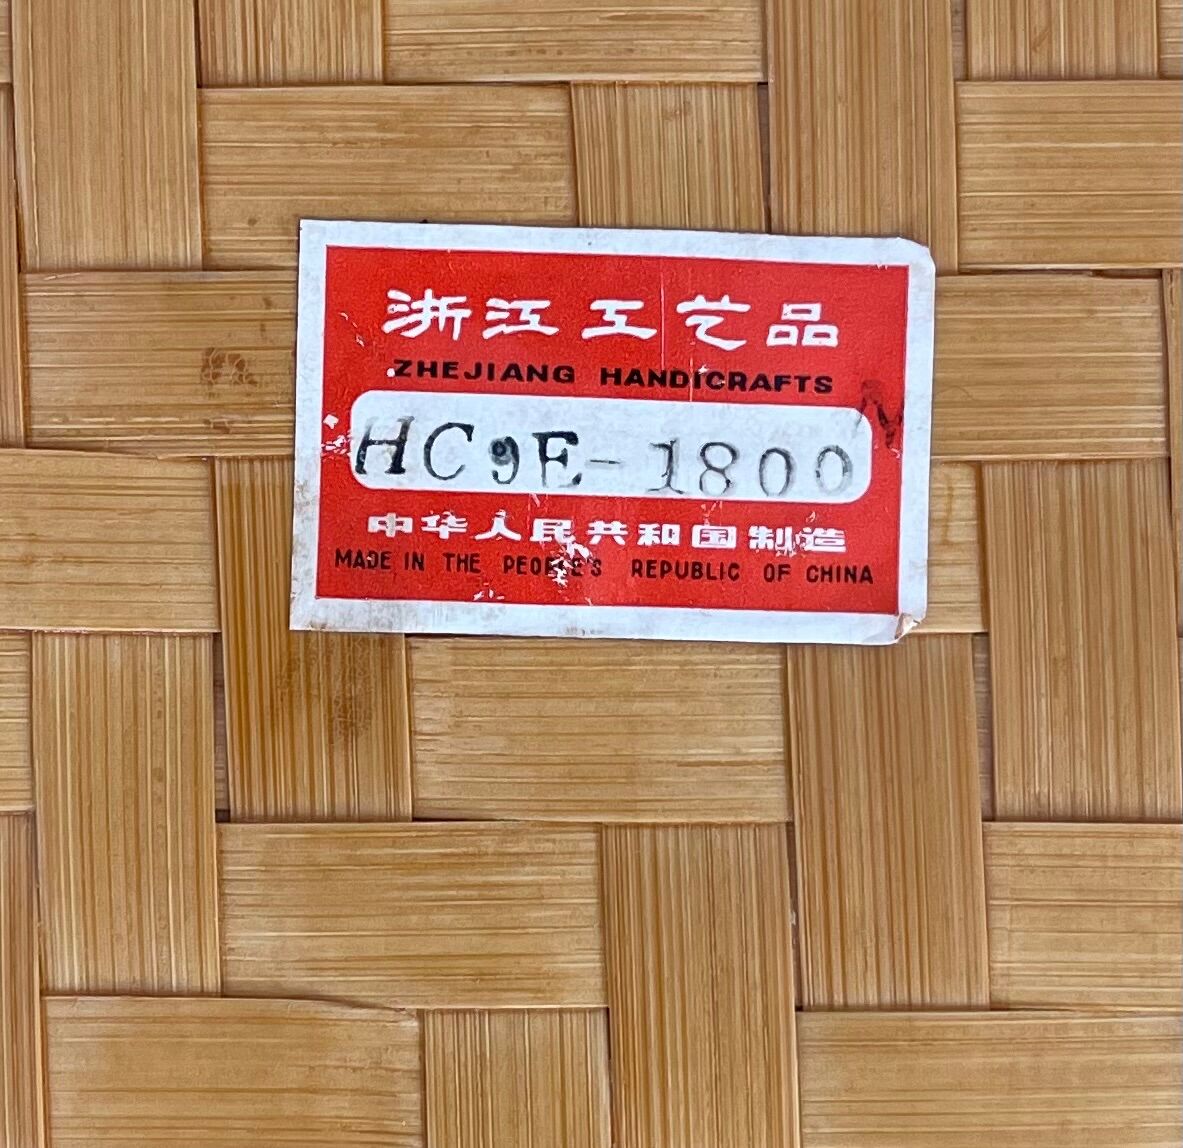 浙江工艺品
ZHEJIANG HANDICRAFTS
HC9E-1800
中华人民共和国制造
MADE IN THE PEOPLE'S REPUBLIC OF CHINA